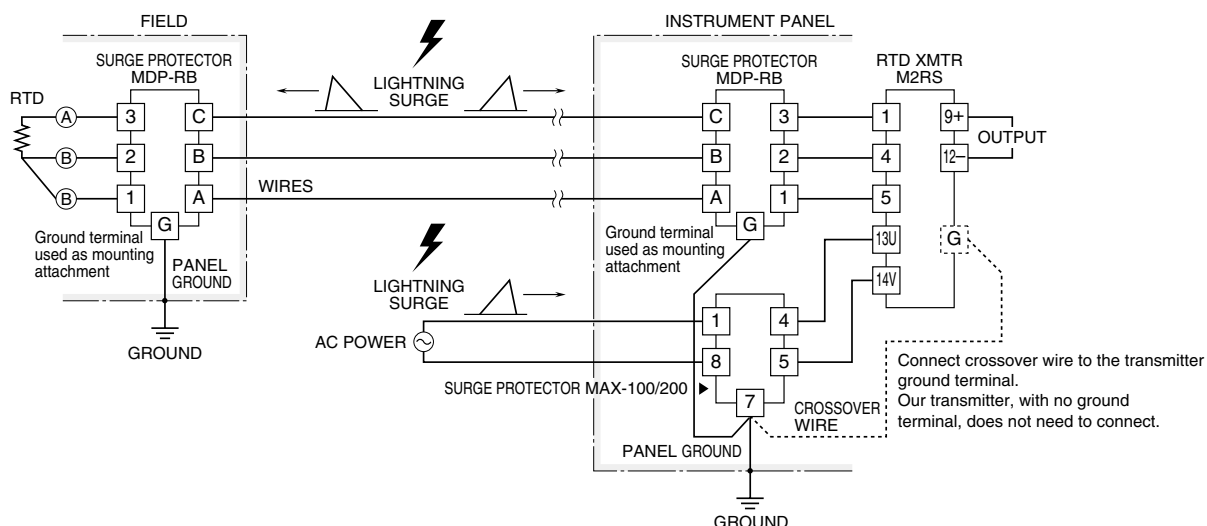 FIELD
INSTRUMENT PANEL
SURGE PROTECTOR
MDP-RB
LIGHTNING
SURGE
SURGE PROTECTOR
MDP-RB
RTD XMTR
M2RS
RTD
A
3
C
C
3
1
9+
OUTPUT
B
2
B
B
2
4
12–
B
1
A
WIRES
A
1
5
G
G
13U
G
Ground terminal
used as mounting
attachment
PANEL
GROUND
Ground terminal
used as mounting
attachment
14V
LIGHTNING
SURGE
GROUND
AC POWER
1
4
8
5
SURGE PROTECTOR MAX-100/200
7
CROSSOVER
WIRE
Connect crossover wire to the transmitter
ground terminal.
Our transmitter, with no ground
terminal, does not need to connect.
PANEL GROUND
GROUND